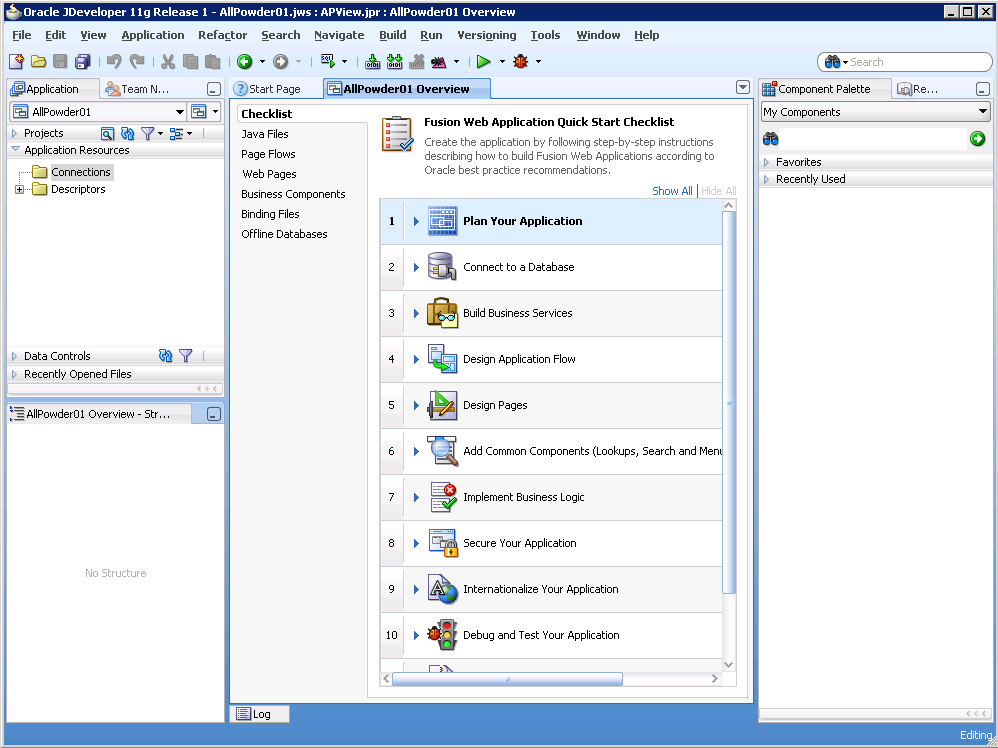 Oracle JDeveloper 11g Release 1 - AllPowder01.jws : APView.jpr : AllPowder01 Overview
File Edit View Application Refactor Search Navigate Build Run Versioning Tools Window Help
Search
Application
Team N...
AllPowder01
Projects
Application Resources
Connections
Descriptors
Data Controls
Recently Opened Files
AllPowder01 Overview - Str...
No Structure
Start Page
AllPowder01 Overview
Checklist
Java Files
Page Flows
Web Pages
Business Components
Binding Files
Offline Databases
Fusion Web Application Quick Start Checklist
Create the application by following step-by-step instructions
describing how to build Fusion Web Applications according to
Oracle best practice recommendations.
Show All Hide All
1 Plan Your Application
2 Connect to a Database
3 Build Business Services
4 Design Application Flow
5 Design Pages
6 Add Common Components (Lookups, Search and Menu
7 Implement Business Logic
8 Secure Your Application
9 Internationalize Your Application
10 Debug and Test Your Application
Log
Component Palette
Re...
My Components
Favorites
Recently Used
Editing